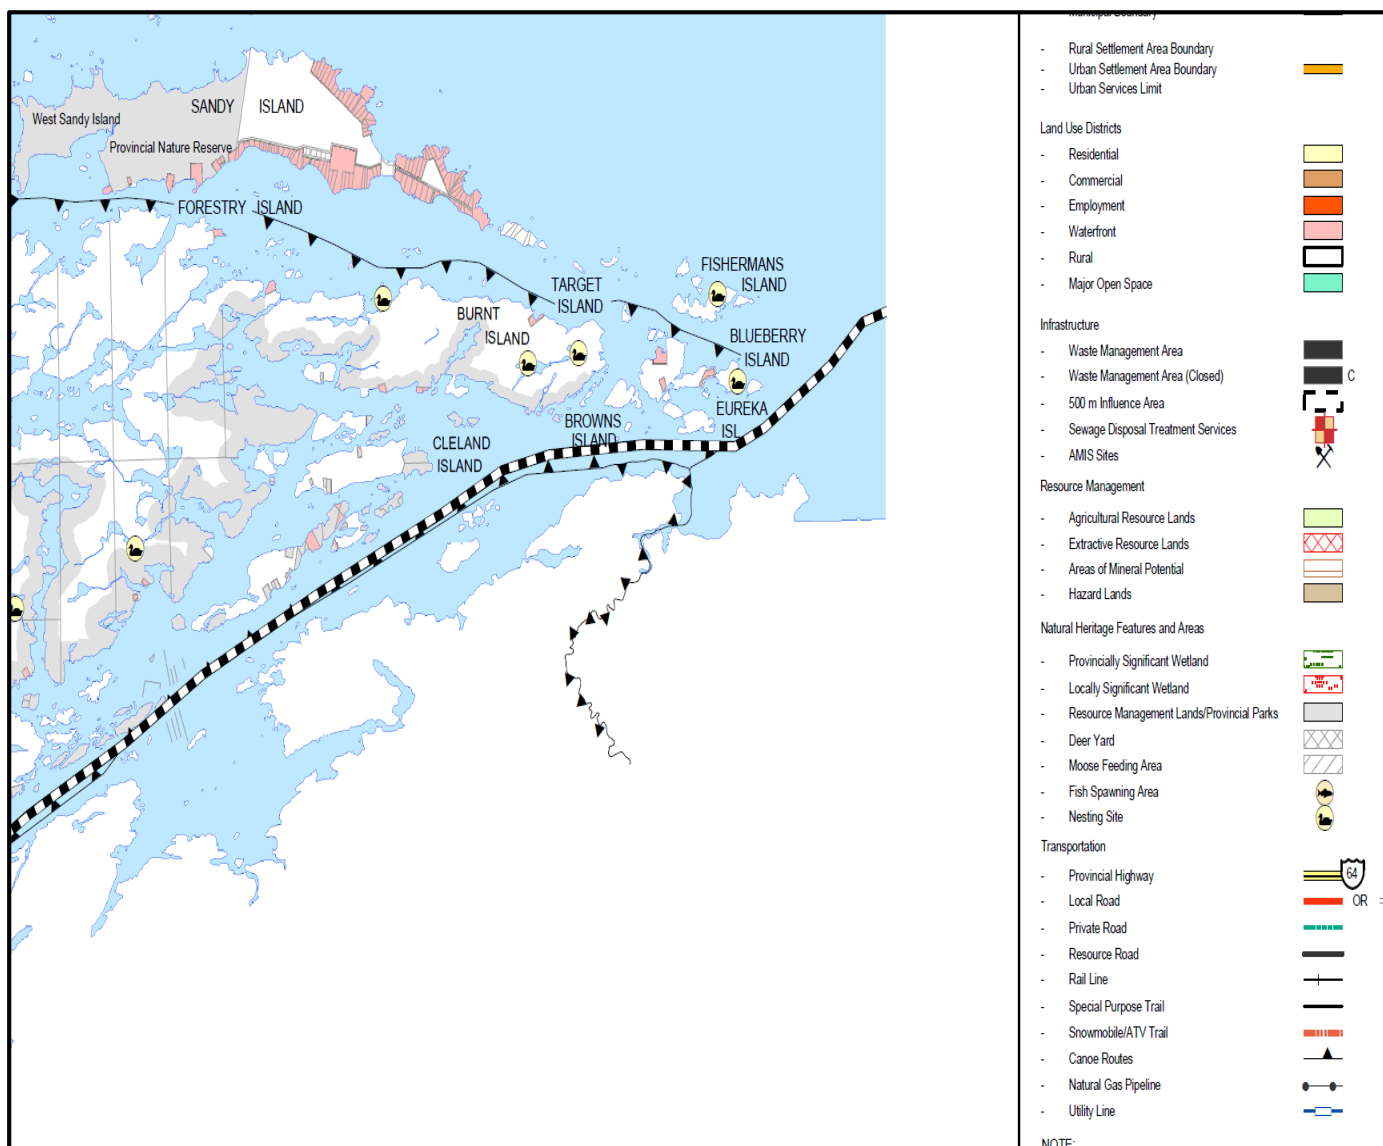 SANDY ISLAND
West Sandy Island
Provincial Nature Reserve
FORESTRY ISLAND
FISHERMANS
ISLAND
TARGET
ISLAND
BURNT
ISLAND
BLUEBERRY
ISLAND
EUREKA
ISL.
BROWNS
ISLAND
CLELAND
ISLAND
- Municipal Boundary
- Rural Settlement Area Boundary
- Urban Settlement Area Boundary
- Urban Services Limit
Land Use Districts
- Residential
- Commercial
- Employment
- Waterfront
- Rural
- Major Open Space
Infrastructure
- Waste Management Area
- Waste Management Area (Closed) C
- 500 m Influence Area
- Sewage Disposal Treatment Services
- AMIS Sites
Resource Management
- Agricultural Resource Lands
- Extractive Resource Lands
- Areas of Mineral Potential
- Hazard Lands
Natural Heritage Features and Areas
- Provincially Significant Wetland
- Locally Significant Wetland
- Resource Management Lands/Provincial Parks
- Deer Yard
- Moose Feeding Area
- Fish Spawning Area
- Nesting Site
Transportation
- Provincial Highway 64
- Local Road OR
- Private Road
- Resource Road
- Rail Line
- Special Purpose Trail
- Snowmobile/ATV Trail
- Canoe Routes
- Natural Gas Pipeline
- Utility Line
NOTE: